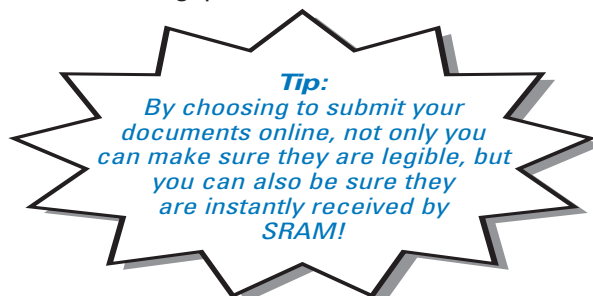 Tip:
By choosing to submit your
documents online, not only you
can make sure they are legible, but
you can also be sure they
are instantly received by
SRAM!